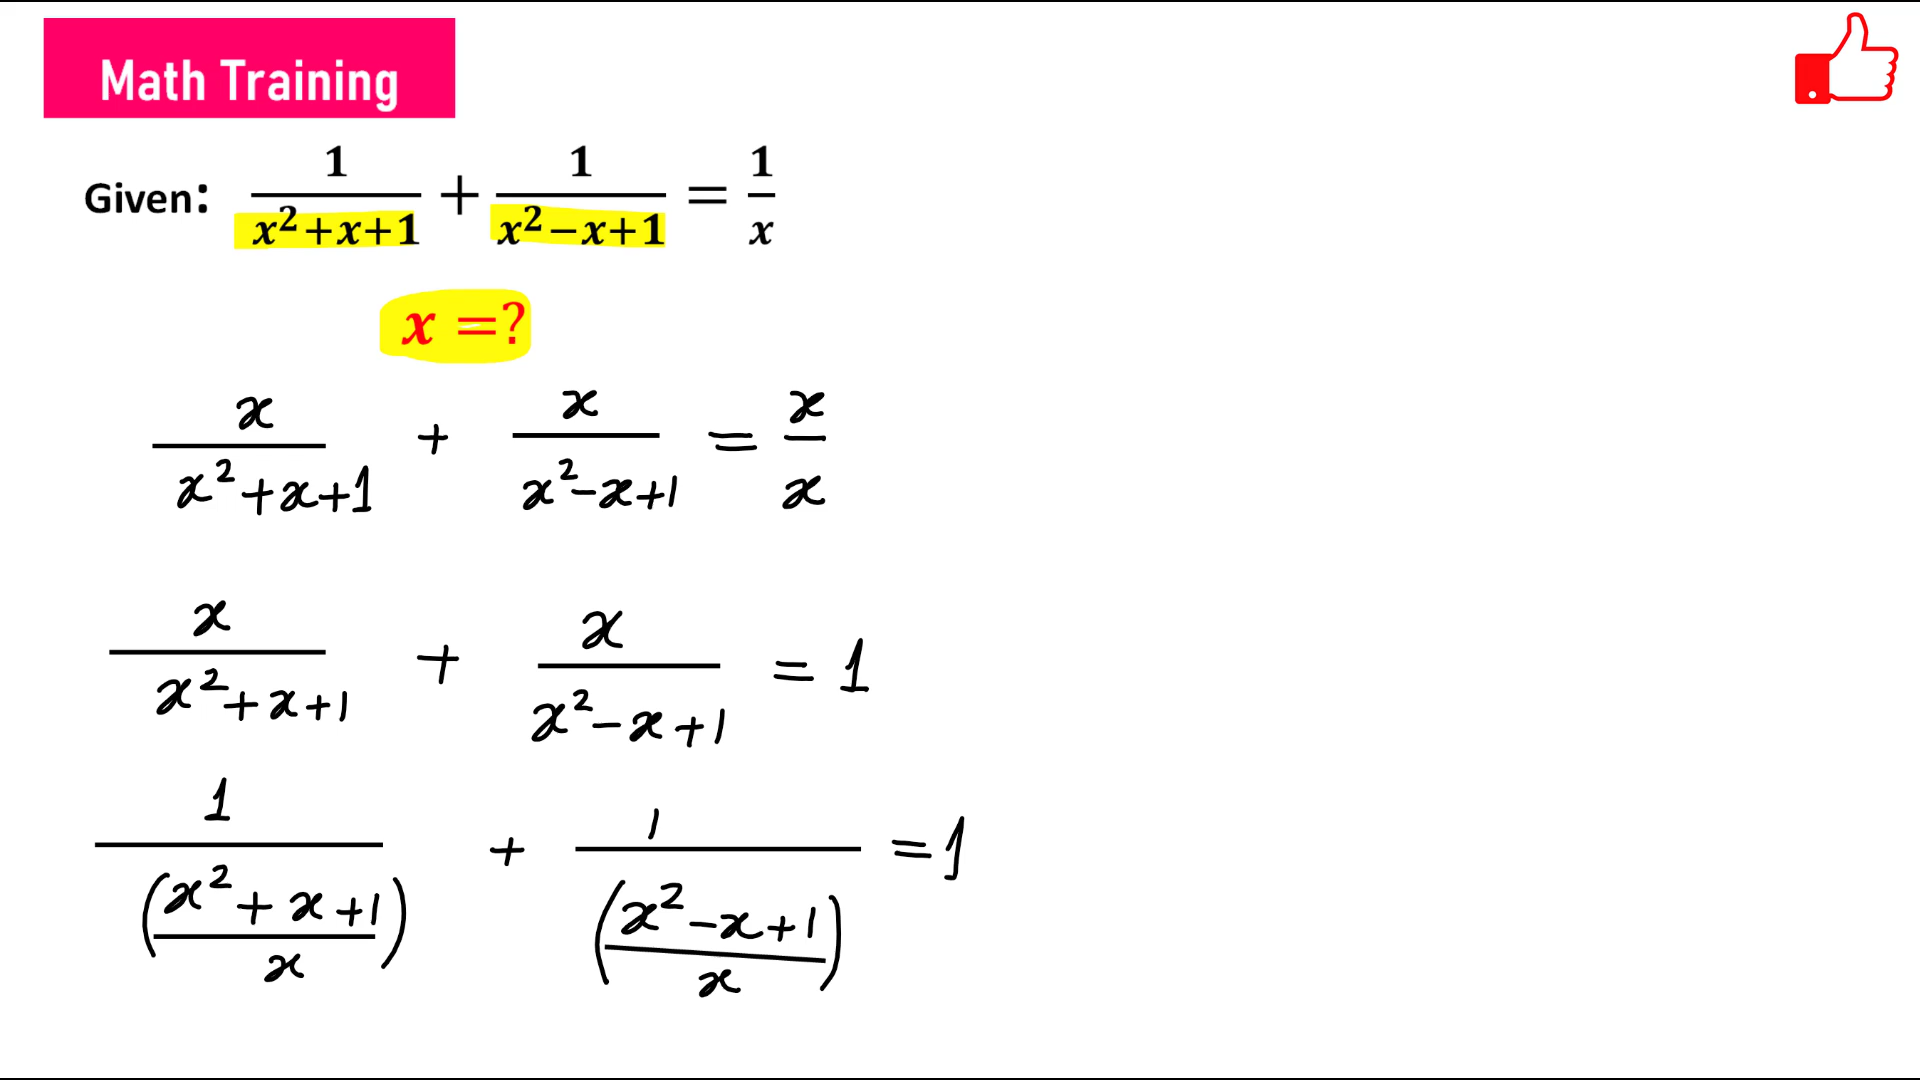 Math Training
Given: 1/(x²+x+1) + 1/(x²−x+1) = 1/x
x =?
x/(x²+x+1) + x/(x²-x+1) = x/x
x/(x²+x+1) + x/(x²-x+1) = 1
1/((x²+x+1)/x) + 1/((x²-x+1)/x) = 1